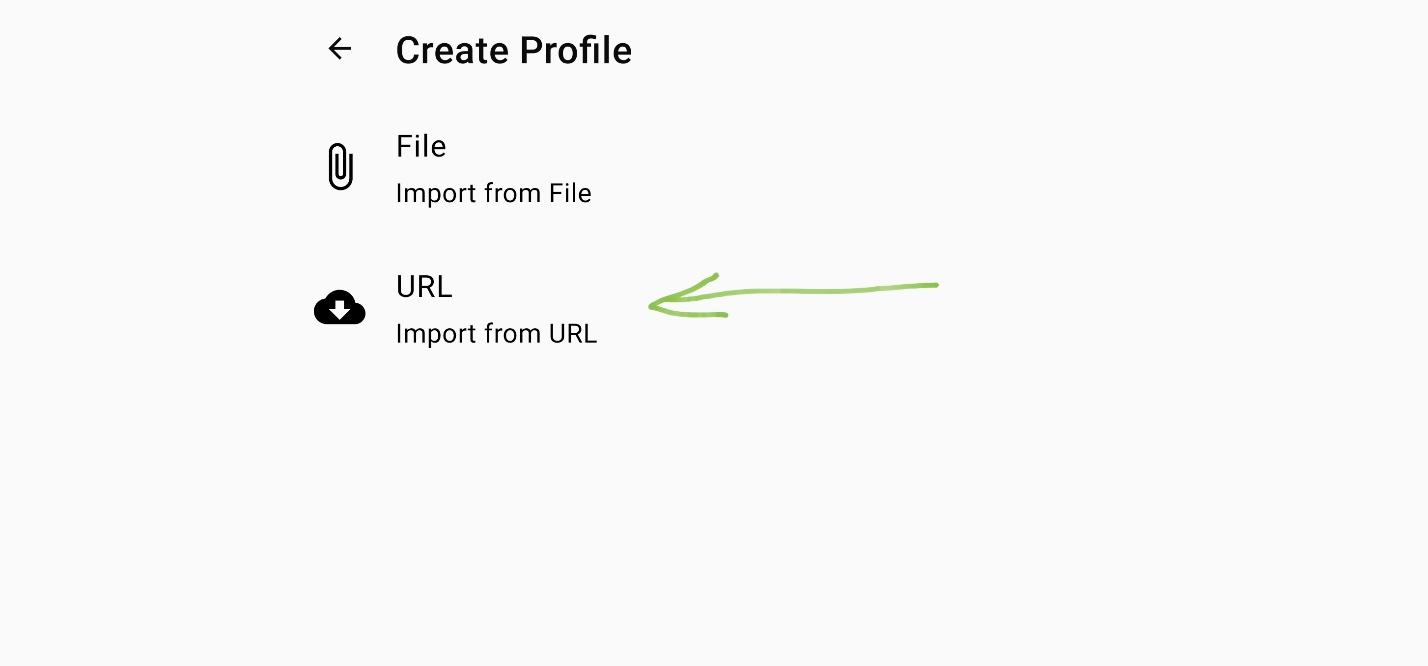 Create Profile
File
Import from File
URL
Import from URL